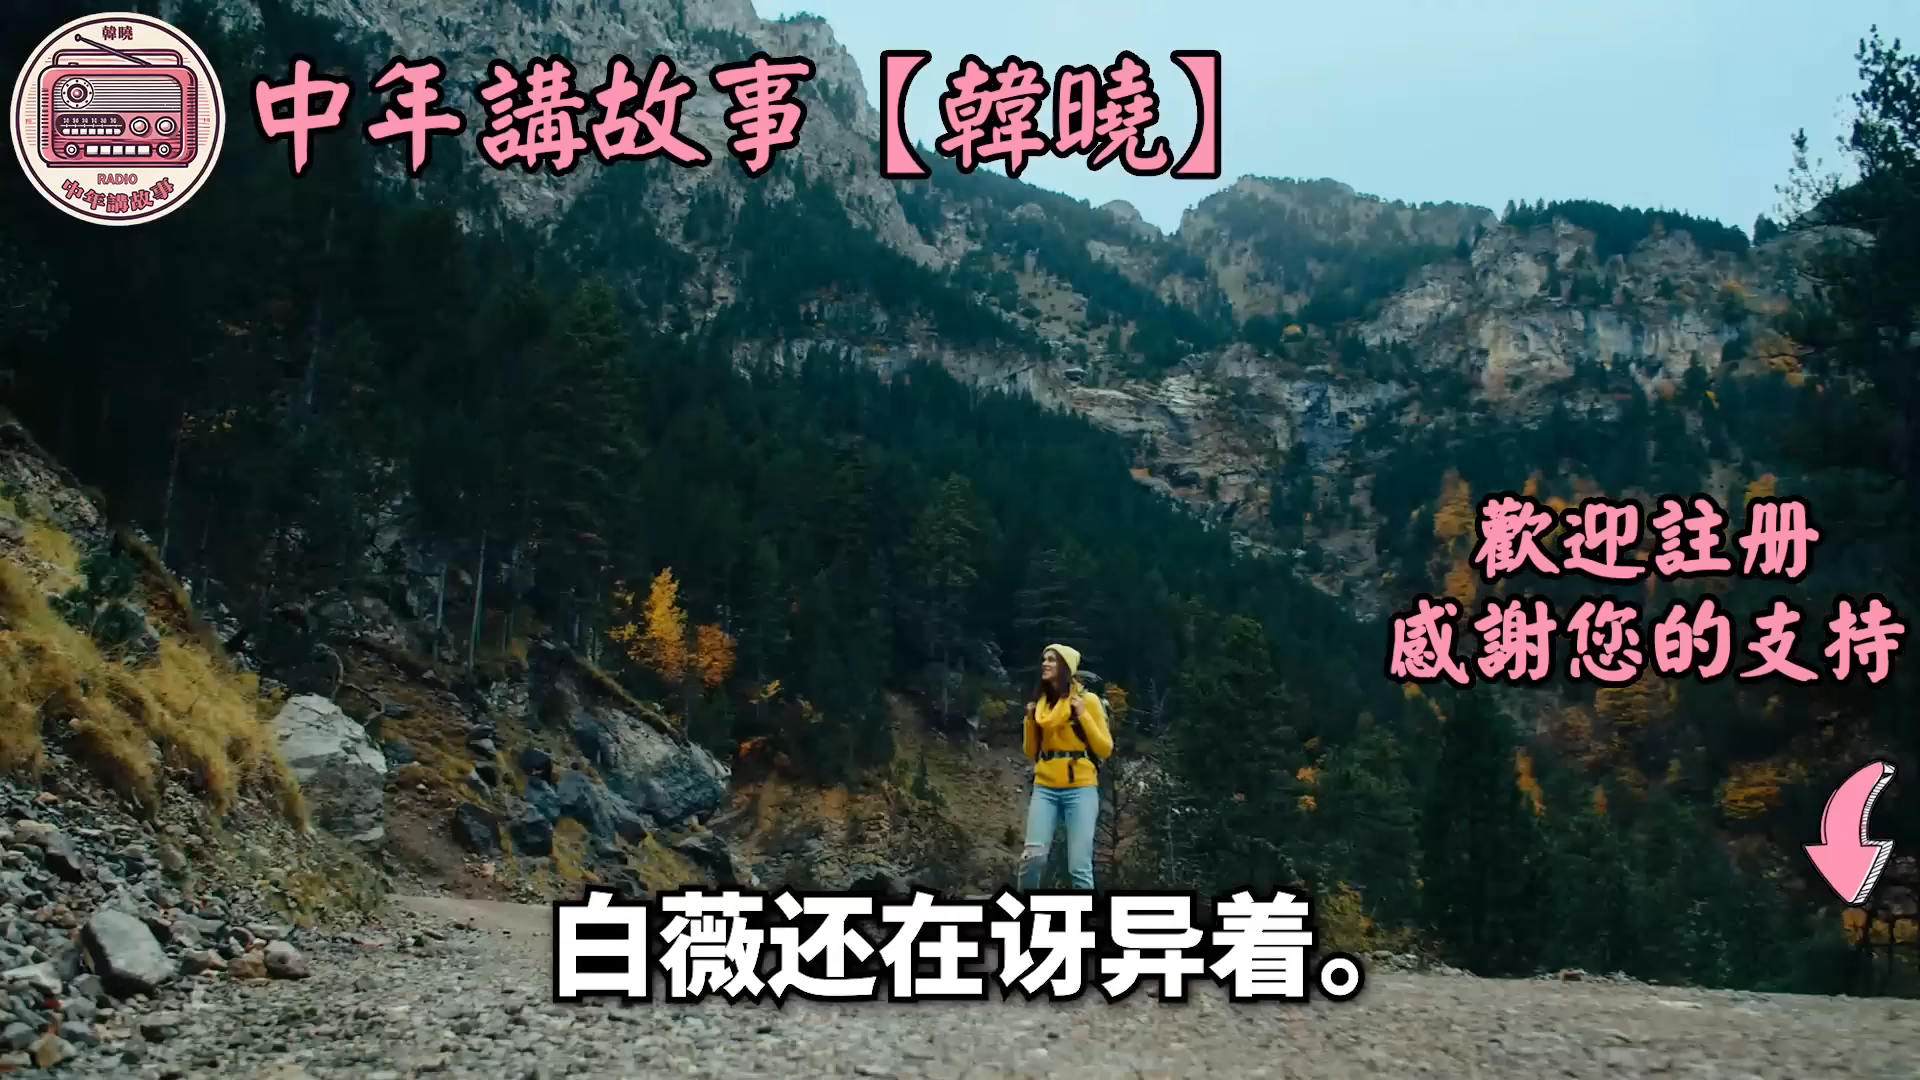 韓曉
RADIO
中年講故事
中年講故事【韓曉】
歡迎註册
感謝您的支持
白薇还在讶异着。